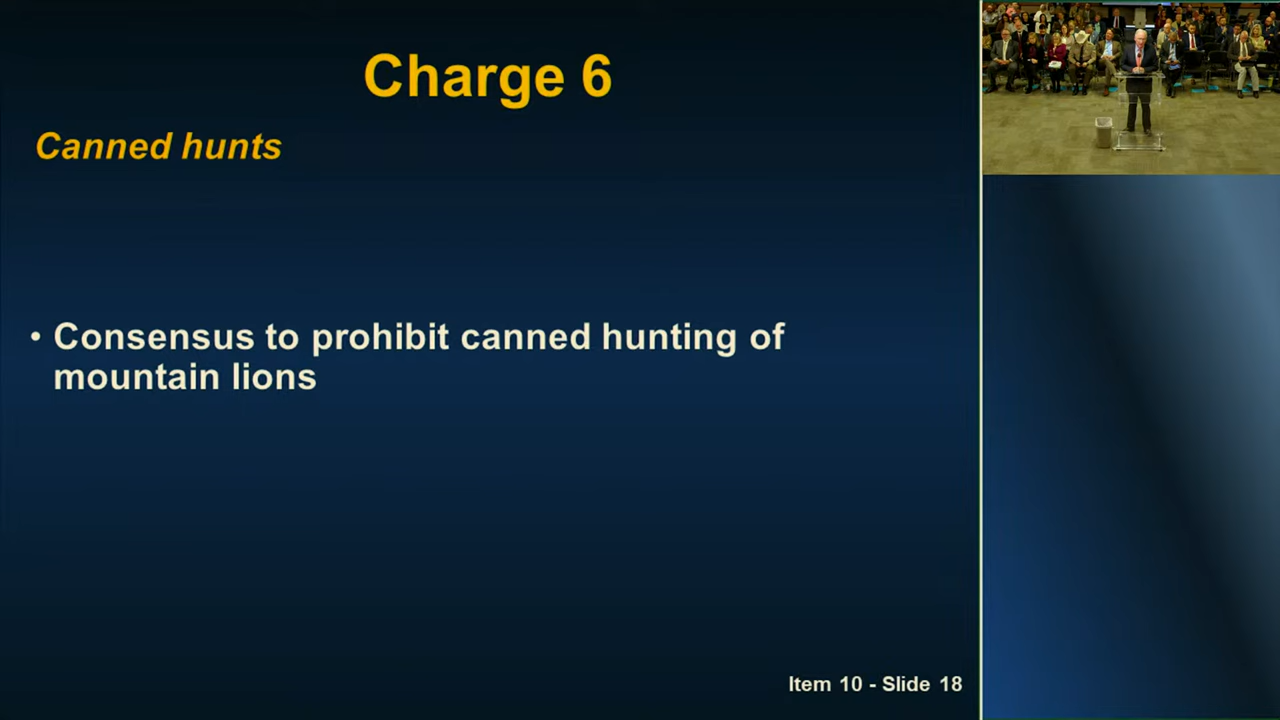 Charge 6
Canned hunts
• Consensus to prohibit canned hunting of
mountain lions
Item 10 - Slide 18